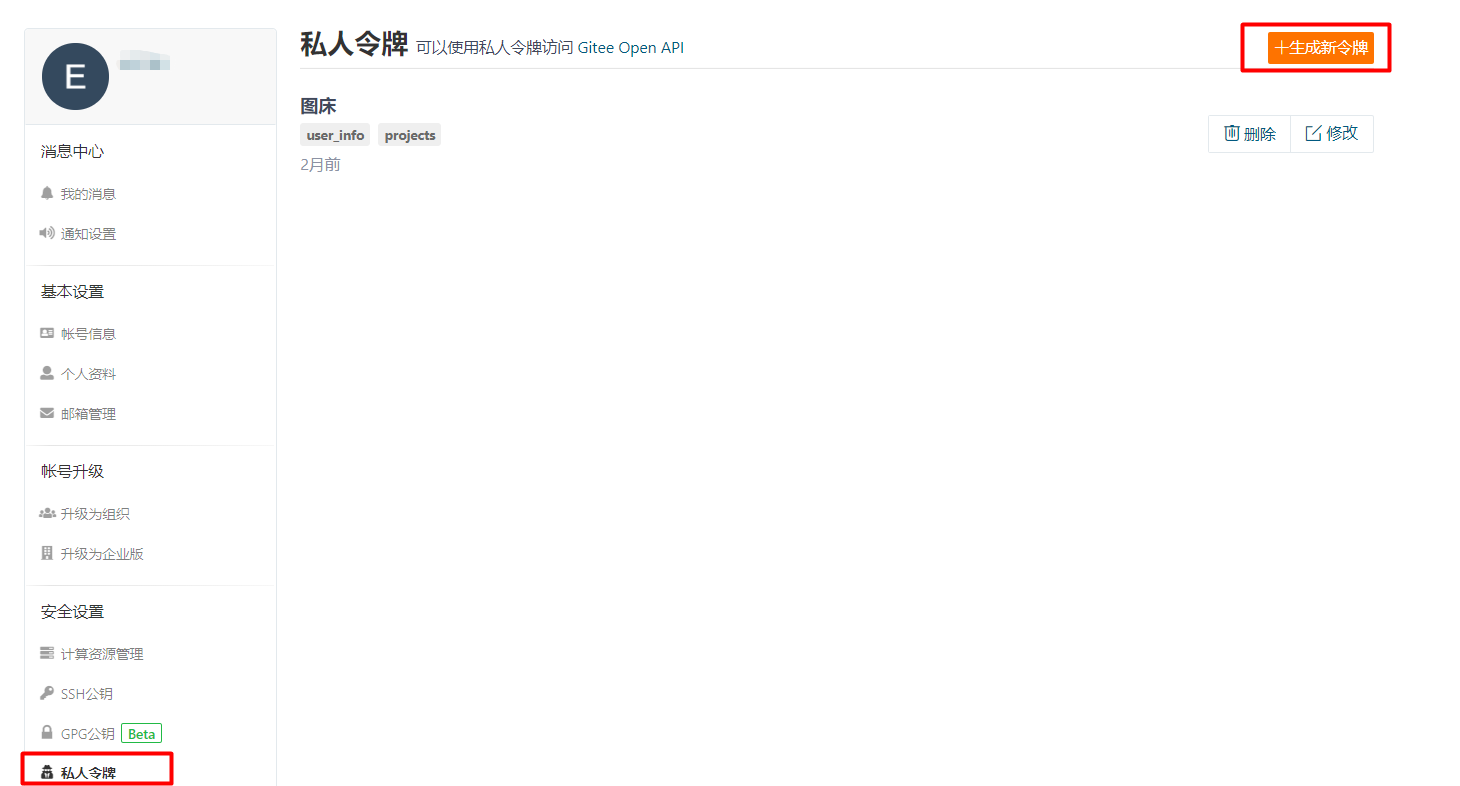 E
消息中心
我的消息
通知设置
基本设置
帐号信息
个人资料
邮箱管理
帐号升级
升级为组织
升级为企业版
安全设置
计算资源管理
SSH公钥
GPG公钥 Beta
私人令牌
私人令牌 可以使用私人令牌访问 Gitee Open API
+生成新令牌
图床
user_info projects
2月前
删除 修改